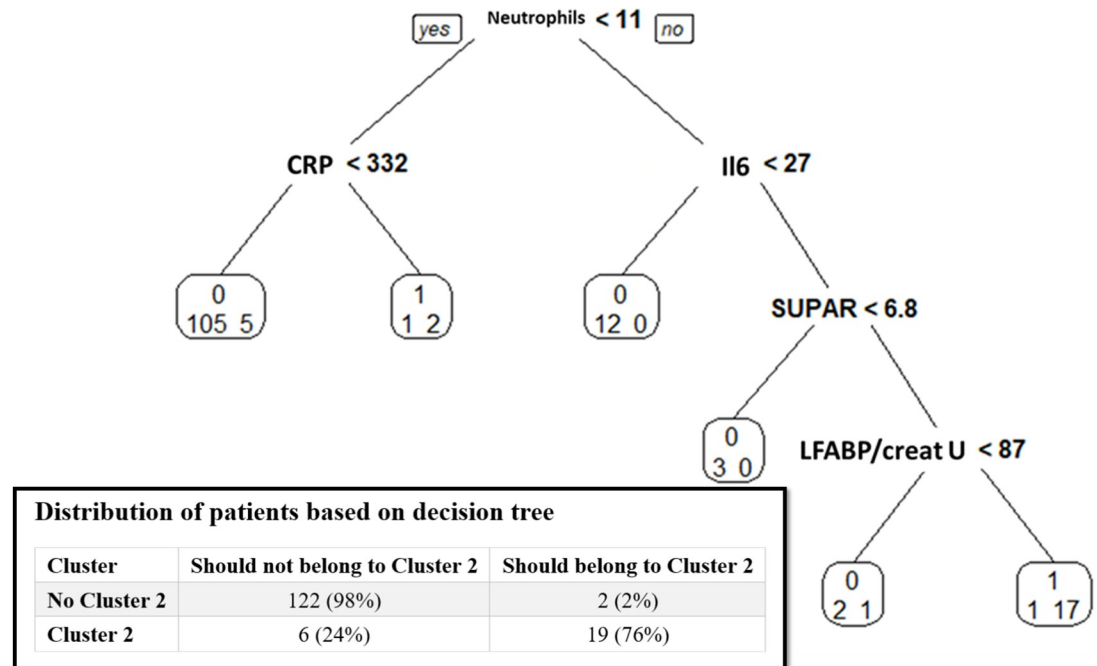 Neutrophils < 11
yes
no
CRP < 332
Il6 < 27
0
105 5
1
1 2
0
12 0
SUPAR < 6.8
0
3 0
LFABP/creat U < 87
0
2 1
1
1 17
Distribution of patients based on decision tree
Cluster Should not belong to Cluster 2 Should belong to Cluster 2
No Cluster 2 122 (98%) 2 (2%)
Cluster 2 6 (24%) 19 (76%)